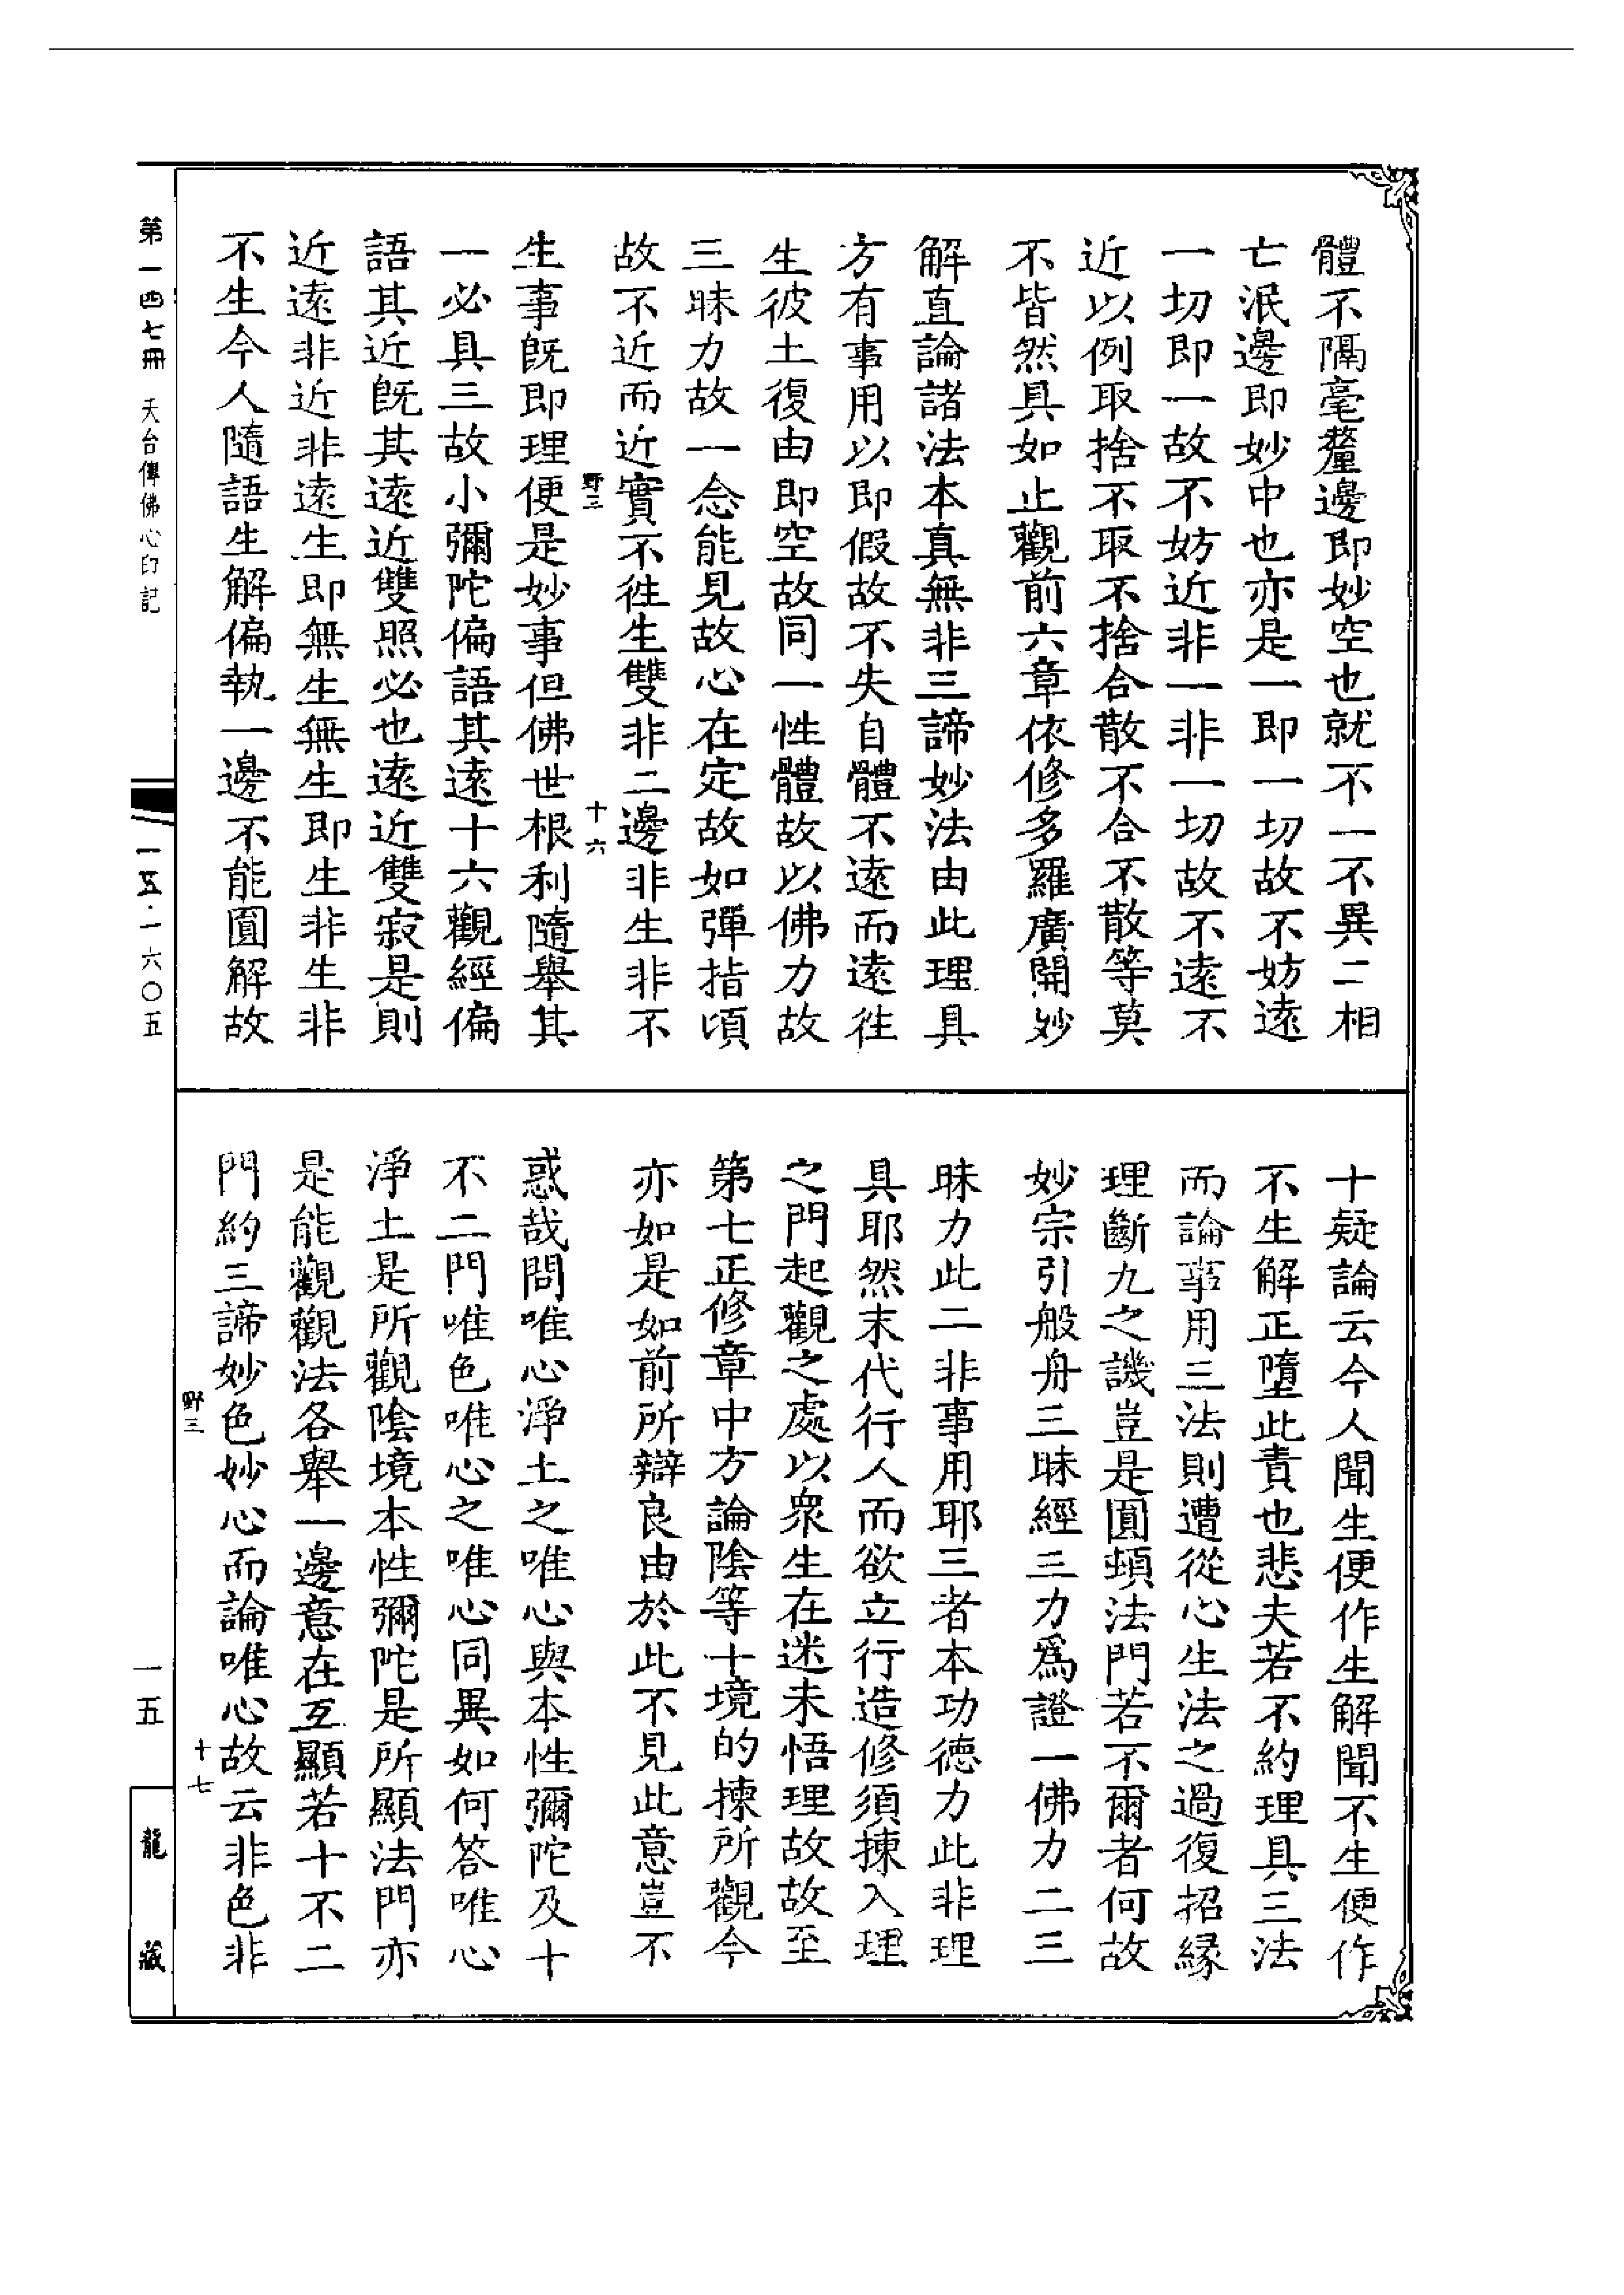 體不隔毫釐邊即妙空也就不一不異二相
亡泯邊即妙中也亦是一即一切故不妨遠
一切即一故不妨近非一非一切故不遠不
近以例取捨不取不捨合散不合不散等莫
不皆然具如止觀前六章依修多羅廣開妙
解直論諸法本真無非三諦妙法由此理具
方有事用以即假故不失自體不遠而遠徃
生彼土復由即空故同一性體故以佛力故
三昧力故一念能見故心在定故如彈指頃
故不近而近實不徃生雙非二邊非生非不
野三
十六
生事旣即理便是妙事但佛世根利隨舉其
一必具三故小彌陀偏語其遠十六觀經偏
語其近旣其遠近雙照必也遠近雙寂是則
近遠非近非遠生即無生無生即生非生非
不生今人隨語生解偏執一邊不能圓解故
十疑論云今人聞生便作生解聞不生便作
不生解正墮此責也悲夫若不約理具三法
而論事用三法則遭從心生法之過復招緣
理斷九之譏豈是圓頓法門若不爾者何故
妙宗引般舟三昧經三力爲證一佛力二三
昧力此二非事用耶三者本功德力此非理
具耶然末代行人而欲立行造修須揀入理
之門起觀之處以衆生在迷未悟理故故至
第七正修章中方論陰等十境的揀所觀今
亦如是如前所辯良由於此不見此意豈不
惑哉問唯心淨土之唯心與本性彌陀及十
不二門唯色唯心之唯心同異如何答唯心
淨土是所觀陰境本性彌陀是所顯法門亦
是能觀觀法各舉一邊意在互顯若十不二
門約三諦妙色妙心而論唯心故云非色非
野三
十七
第一四七冊
天台傳佛心印記
一五·一六〇五
一五
龍藏